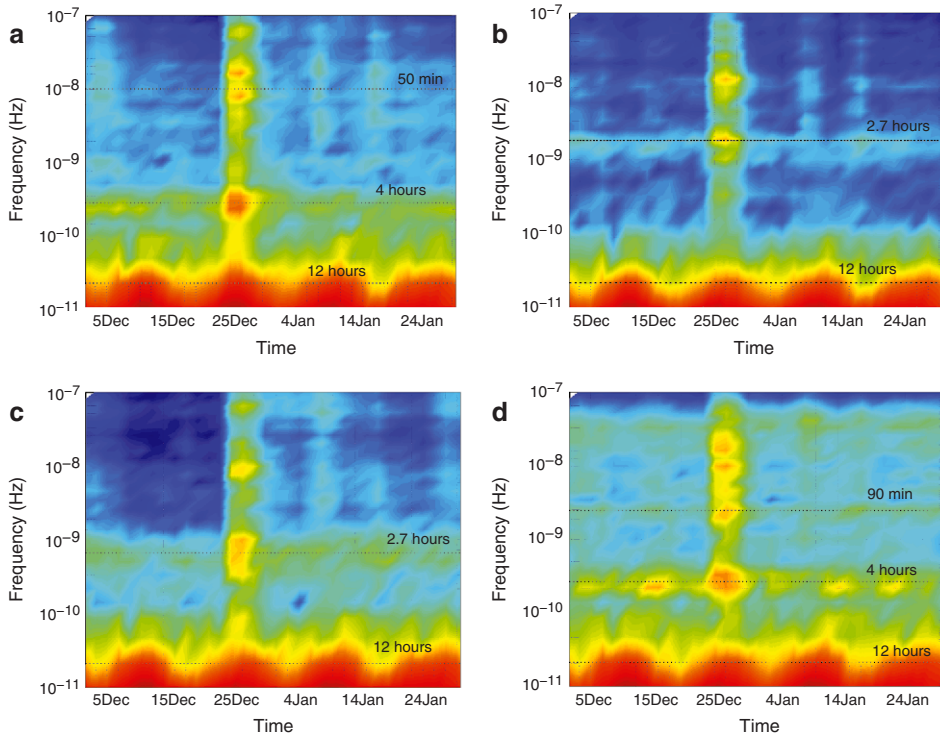 a
Frequency (Hz)
10⁻⁷
10⁻⁸
10⁻⁹
10⁻¹⁰
10⁻¹¹
50 min
4 hours
12 hours
5Dec 15Dec 25Dec 4Jan 14Jan 24Jan
Time
b
Frequency (Hz)
10⁻⁷
10⁻⁸
10⁻⁹
10⁻¹⁰
10⁻¹¹
2.7 hours
12 hours
5Dec 15Dec 25Dec 4Jan 14Jan 24Jan
Time
c
Frequency (Hz)
10⁻⁷
10⁻⁸
10⁻⁹
10⁻¹⁰
10⁻¹¹
2.7 hours
12 hours
5Dec 15Dec 25Dec 4Jan 14Jan 24Jan
Time
d
Frequency (Hz)
10⁻⁷
10⁻⁸
10⁻⁹
10⁻¹⁰
10⁻¹¹
90 min
4 hours
12 hours
5Dec 15Dec 25Dec 4Jan 14Jan 24Jan
Time